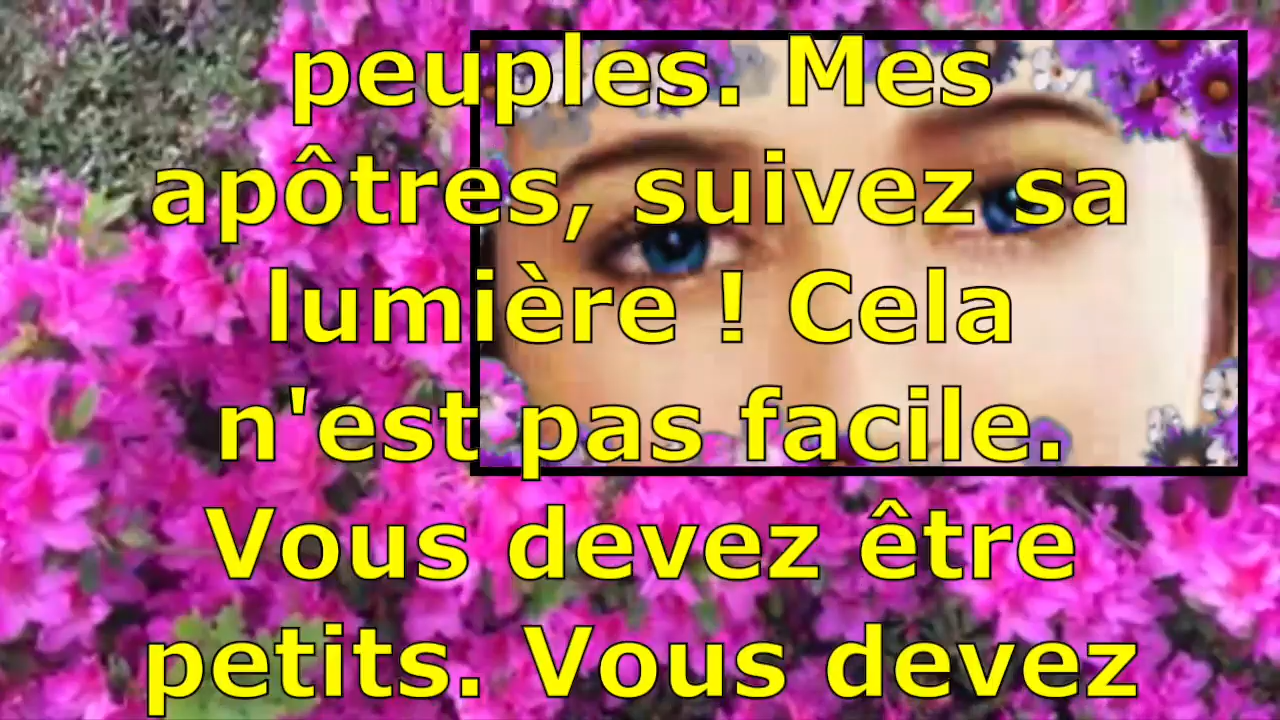 peuples. Mes
apôtres, suivez sa
lumière ! Cela
n'est pas facile.
Vous devez être
petits. Vous devez